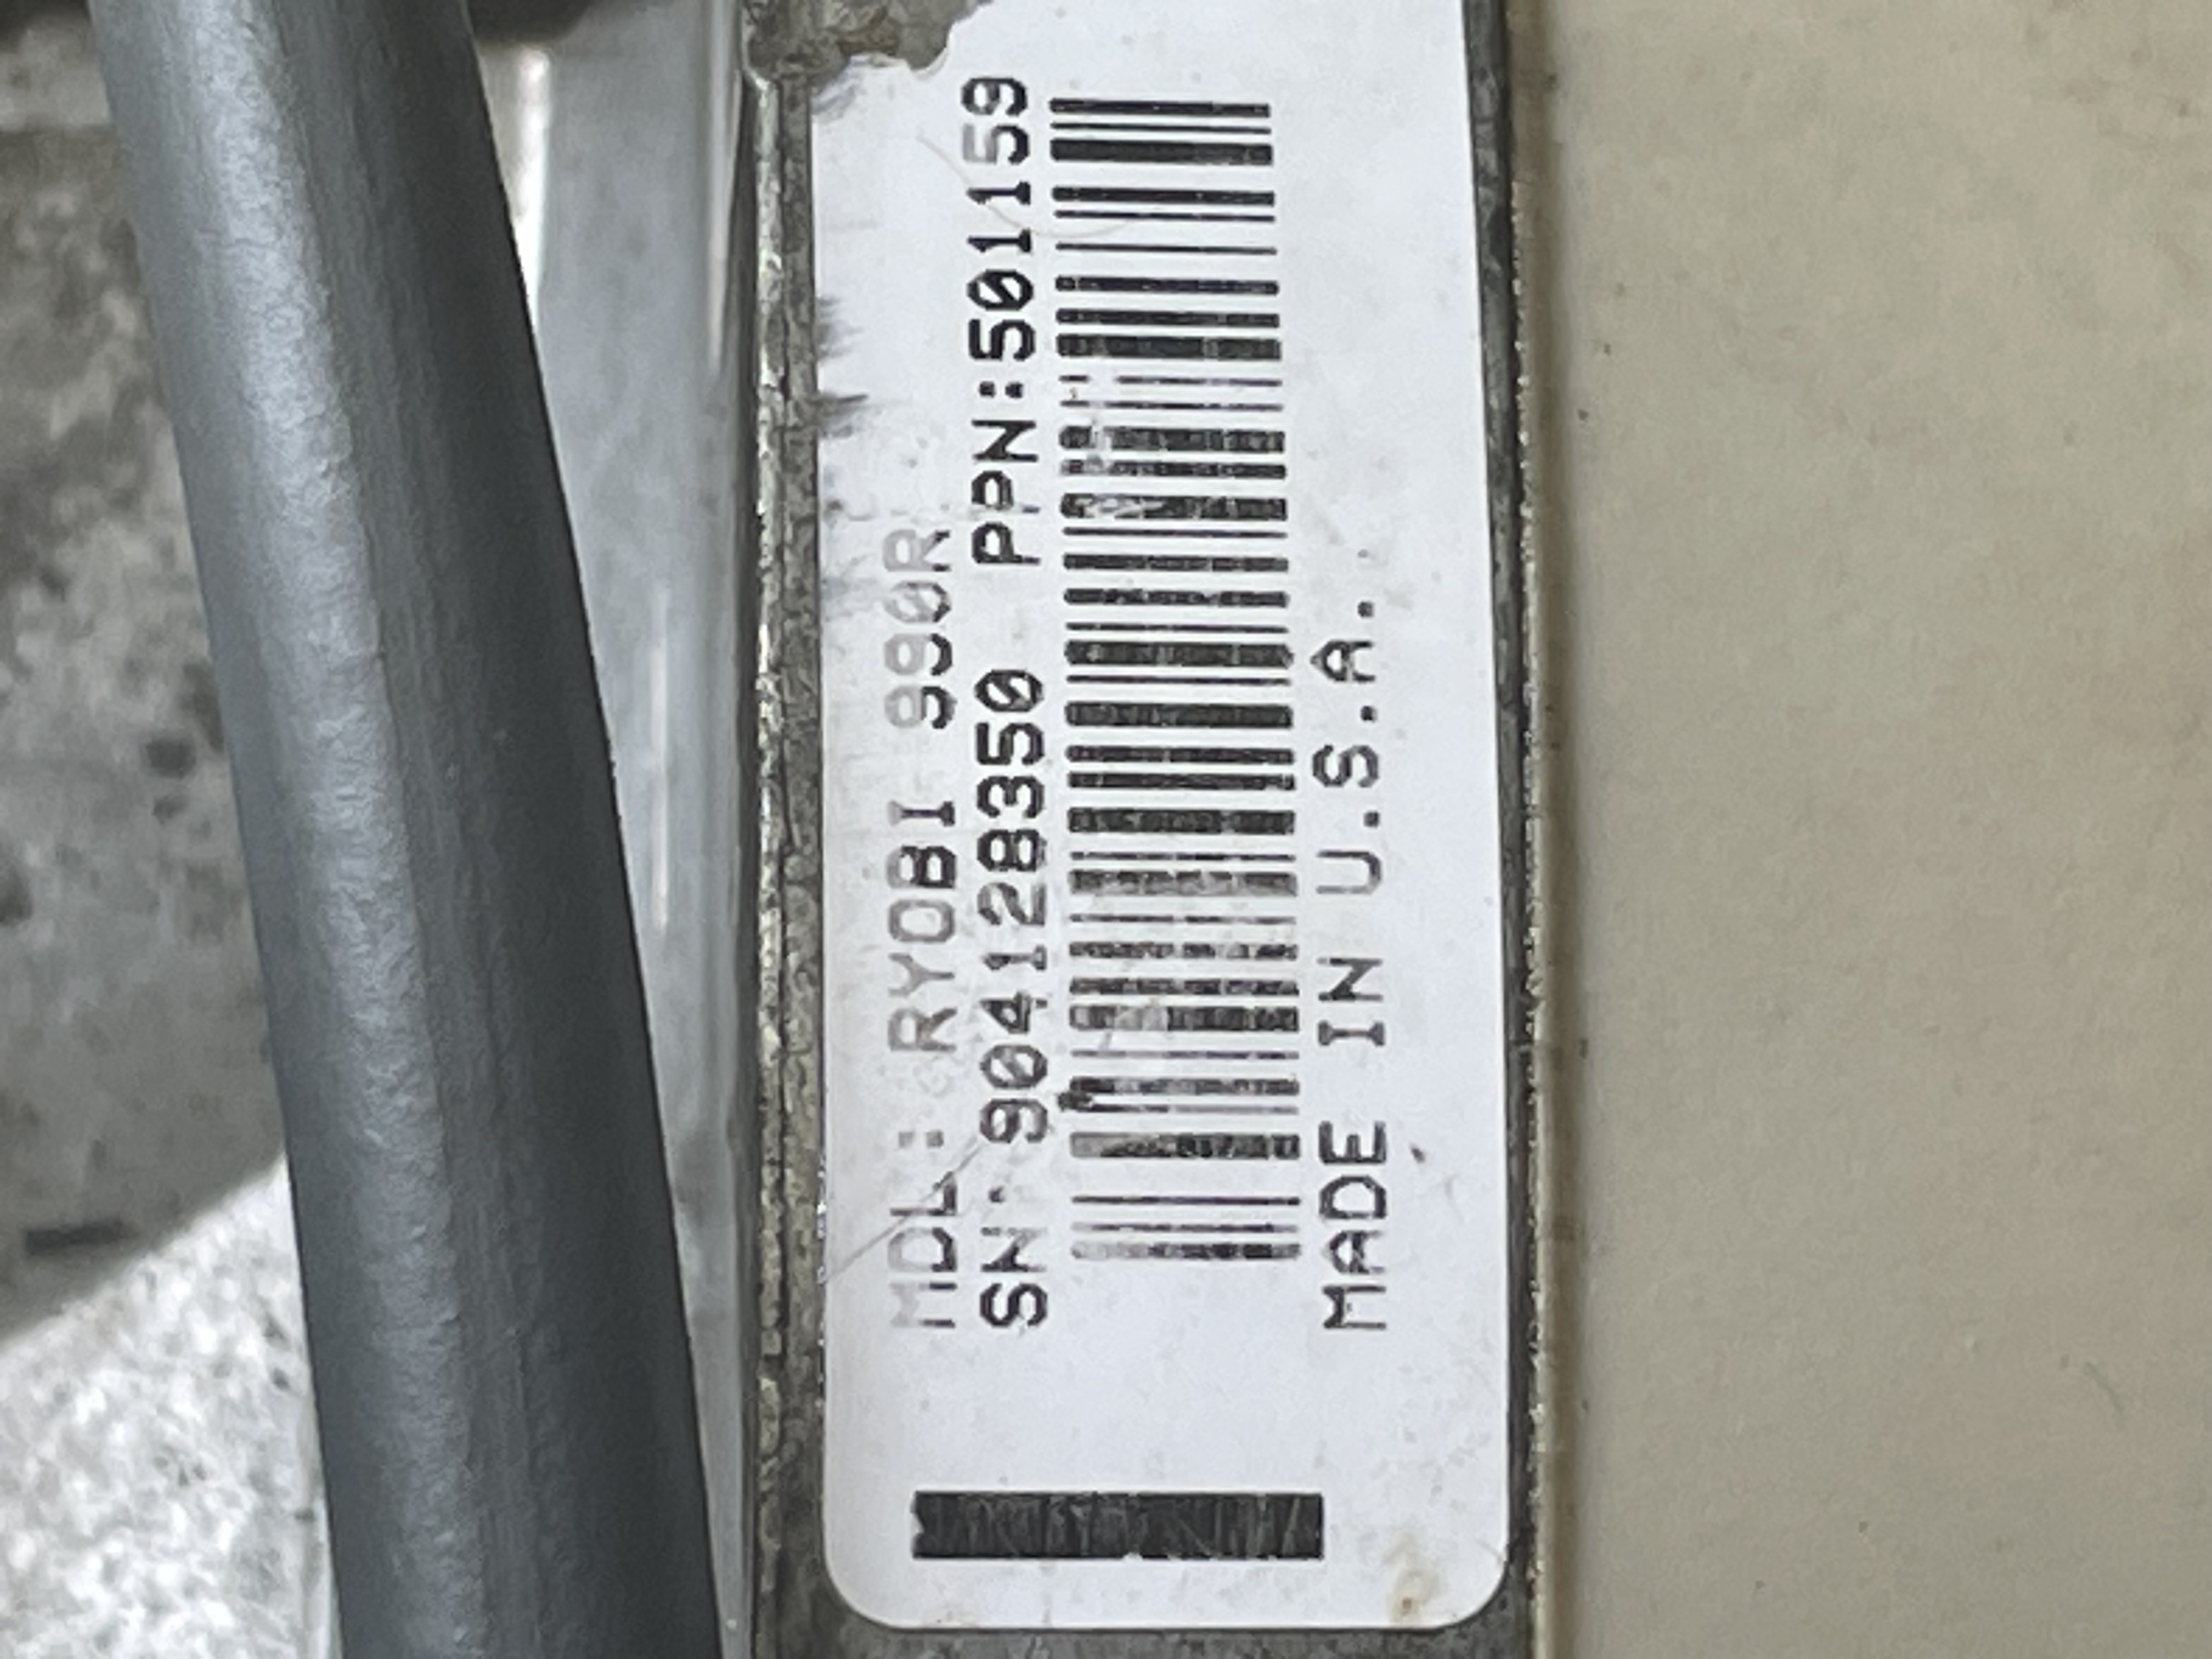 MDL: RYOBI 990R
SN: 904128350 PPN:501159
MADE IN U.S.A.